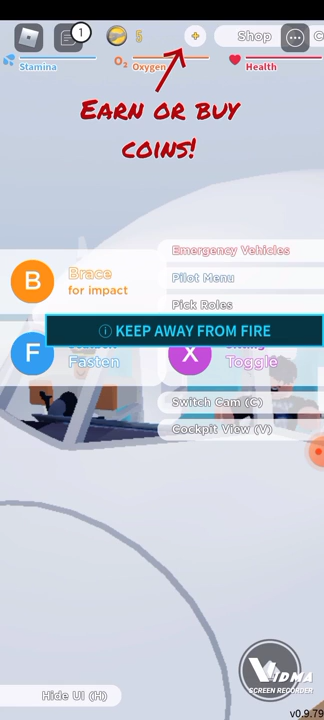 1
5
+
Shop
C
Stamina
O₂ Oxygen
Health
EARN OR BUY
COINS!
Emergency Vehicles
B
Brace
for impact
Pilot Menu
Pick Roles
ⓘ KEEP AWAY FROM FIRE
F
Fasten
X
Toggle
Switch Cam (C)
Cockpit View (V)
VIDMA
SCREEN RECORDER
Hide UI (H)
v0.9.79